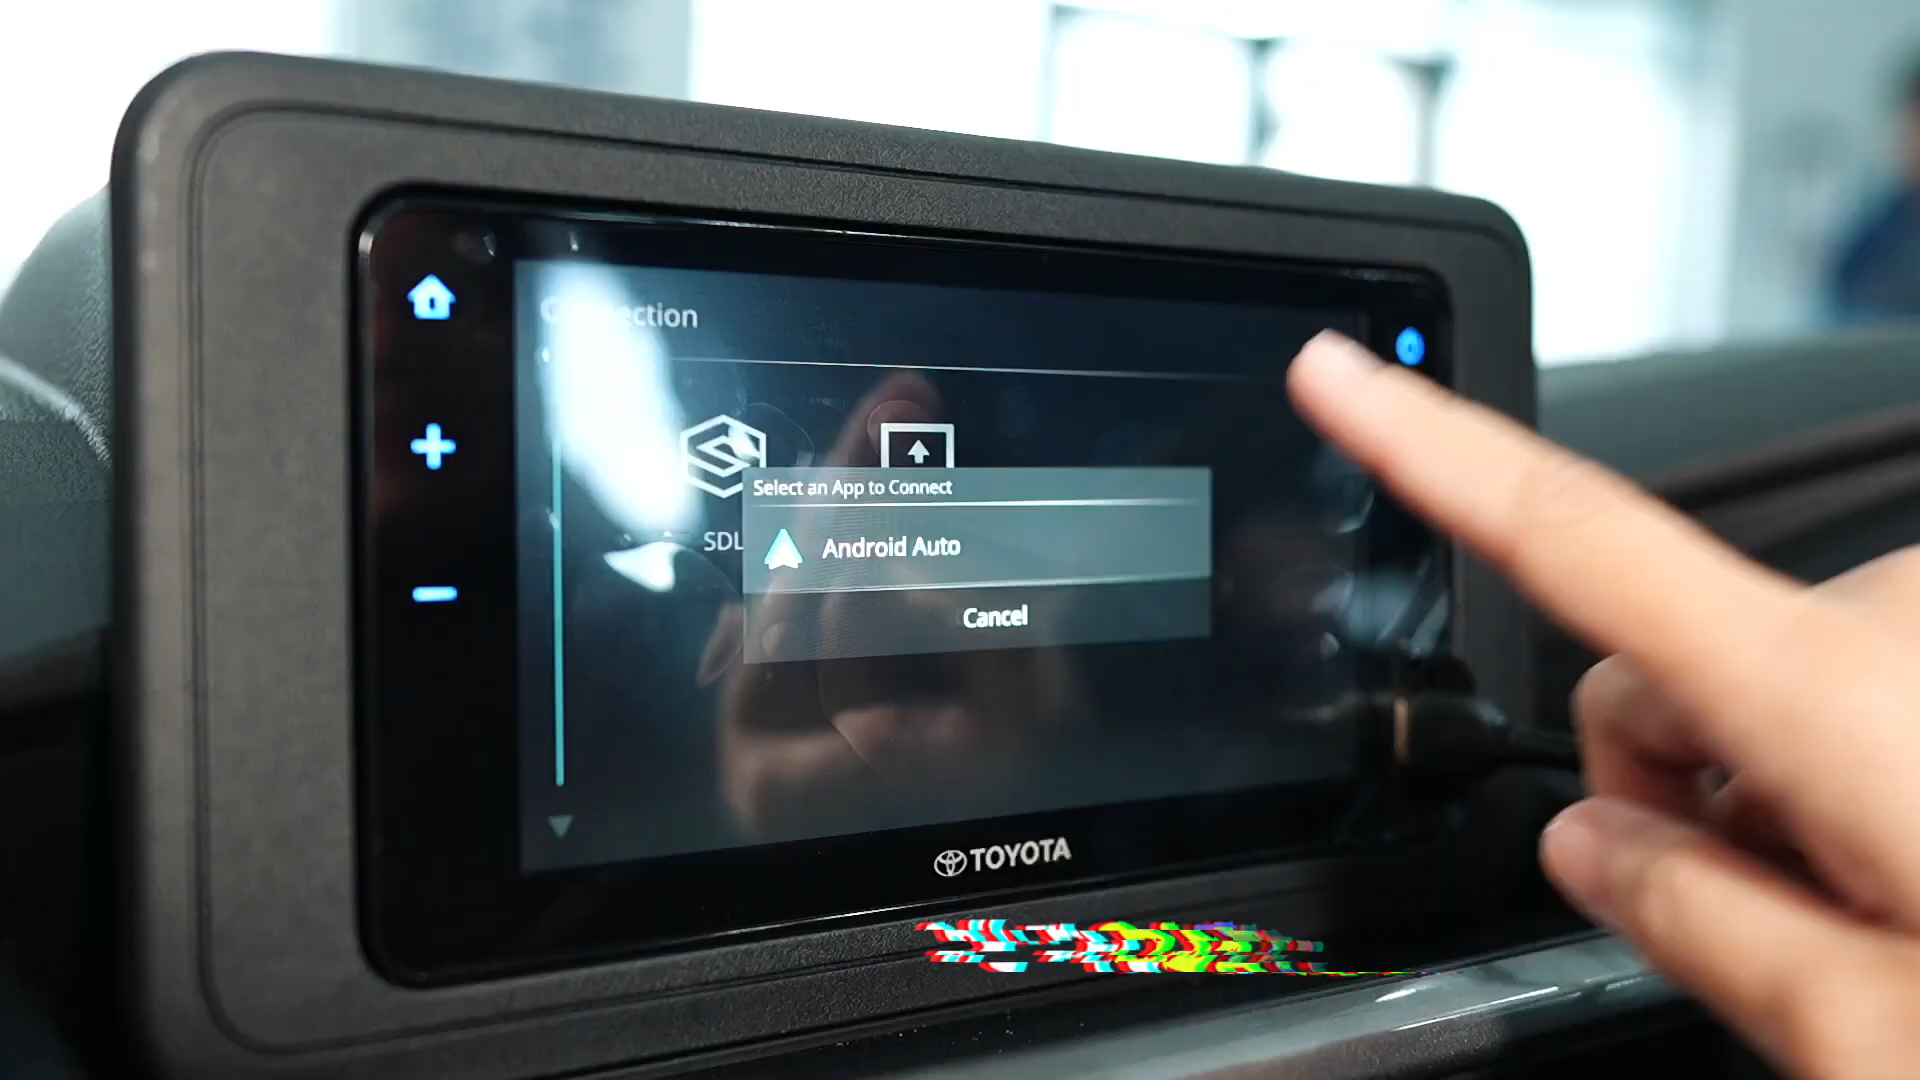 Connection
SDL
Select an App to Connect
Android Auto
Cancel
TOYOTA